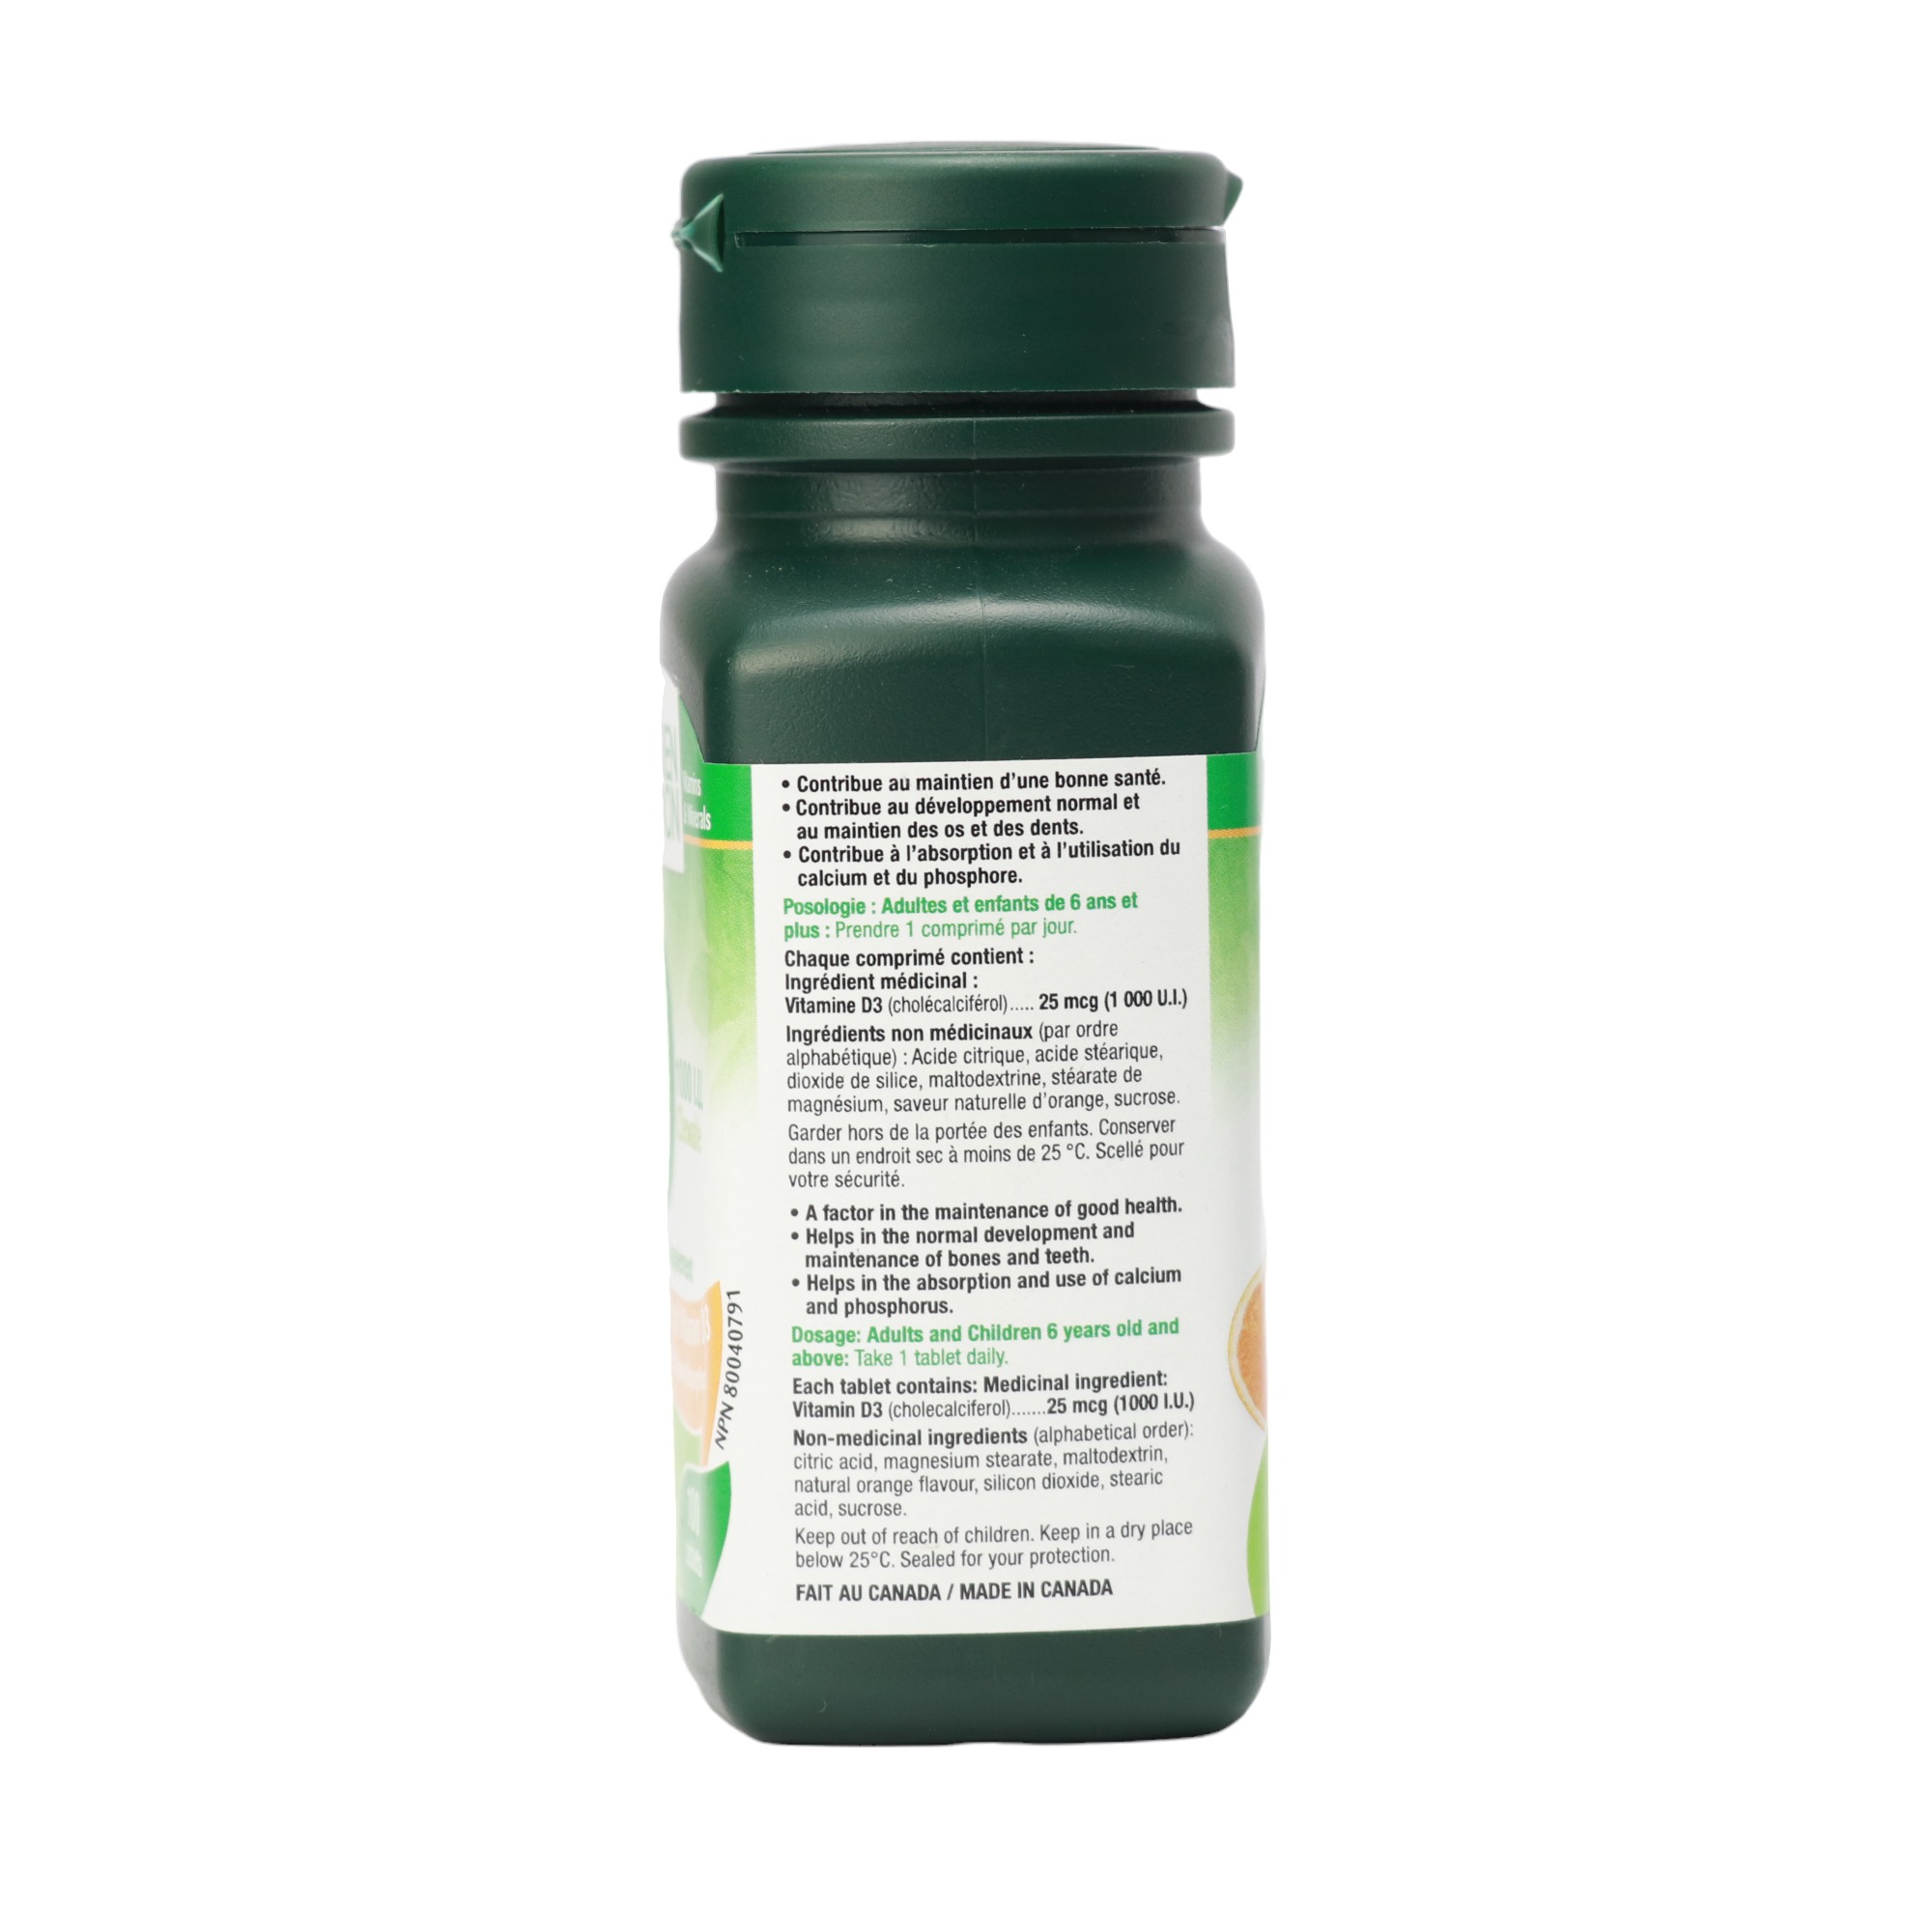 • Contribue au maintien d'une bonne santé.
• Contribue au développement normal et
au maintien des os et des dents.
• Contribue à l'absorption et à l'utilisation du
calcium et du phosphore.
Posologie : Adultes et enfants de 6 ans et
plus : Prendre 1 comprimé par jour.
Chaque comprimé contient :
Ingrédient médicinal :
Vitamine D3 (cholécalciférol)..... 25 mcg (1 000 U.I.)
Ingrédients non médicinaux (par ordre
alphabétique) : Acide citrique, acide stéarique,
dioxide de silice, maltodextrine, stéarate de
magnésium, saveur naturelle d'orange, sucrose.
Garder hors de la portée des enfants. Conserver
dans un endroit sec à moins de 25 °C. Scellé pour
votre sécurité.
• A factor in the maintenance of good health.
• Helps in the normal development and
maintenance of bones and teeth.
• Helps in the absorption and use of calcium
and phosphorus.
Dosage: Adults and Children 6 years old and
above: Take 1 tablet daily.
Each tablet contains: Medicinal ingredient:
Vitamin D3 (cholecalciferol).......25 mcg (1000 I.U.)
Non-medicinal ingredients (alphabetical order):
citric acid, magnesium stearate, maltodextrin,
natural orange flavour, silicon dioxide, stearic
acid, sucrose.
Keep out of reach of children. Keep in a dry place
below 25°C. Sealed for your protection.
FAIT AU CANADA / MADE IN CANADA
NPN 80040791